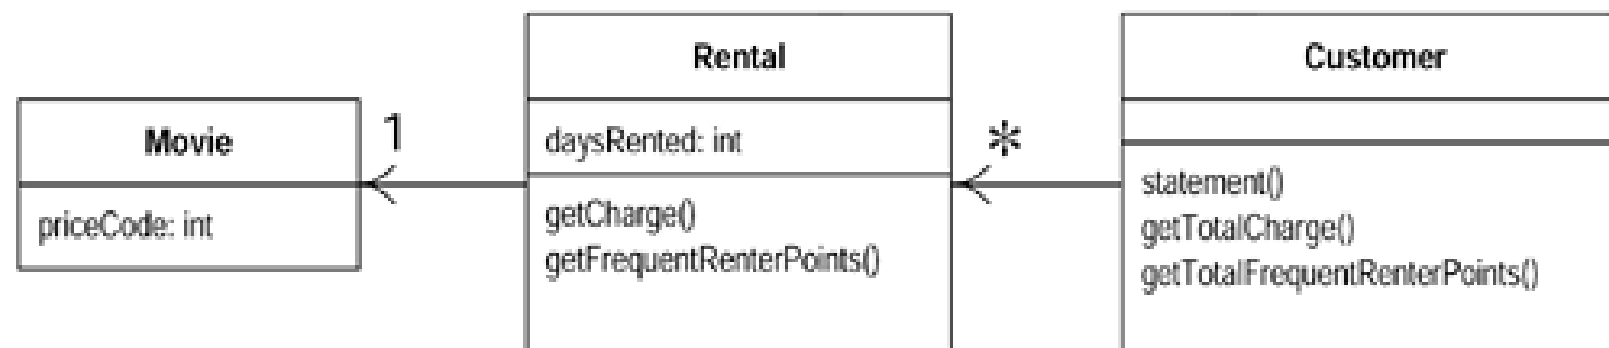 Movie
priceCode: int
1
Rental
daysRented: int
getCharge()
getFrequentRenterPoints()
*
Customer
statement()
getTotalCharge()
getTotalFrequentRenterPoints()